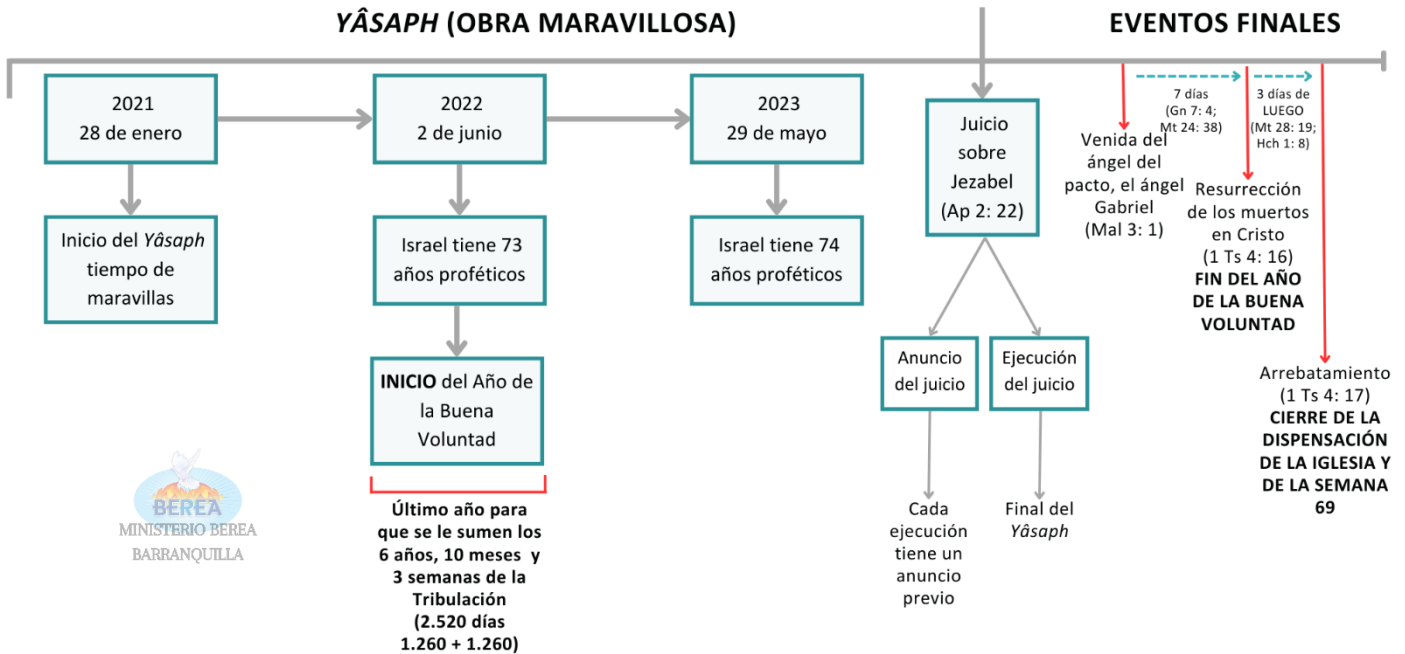 YÂSAPH (OBRA MARAVILLOSA)
EVENTOS FINALES
2021
28 de enero
2022
2 de junio
2023
29 de mayo
Inicio del Yâsaph
tiempo de
maravillas
Israel tiene 73
años proféticos
Israel tiene 74
años proféticos
INICIO del Año de
la Buena
Voluntad
Último año para
que se le sumen los
6 años, 10 meses y
3 semanas de la
Tribulación
(2.520 días
1.260 + 1.260)
Juicio
sobre
Jezabel
(Ap 2: 22)
Anuncio
del juicio
Ejecución
del juicio
Cada
ejecución
tiene un
anuncio
previo
Final del
Yâsaph
7 días
(Gn 7: 4;
Mt 24: 38)
3 días de
LUEGO
(Mt 28: 19;
Hch 1: 8)
Venida del
ángel del
pacto, el ángel
Gabriel
(Mal 3: 1)
Resurrección
de los muertos
en Cristo
(1 Ts 4: 16)
FIN DEL AÑO
DE LA BUENA
VOLUNTAD
Arrebatamiento
(1 Ts 4: 17)
CIERRE DE LA
DISPENSACIÓN
DE LA IGLESIA Y
DE LA SEMANA
69
BEREA
MINISTERIO BEREA
BARRANQUILLA